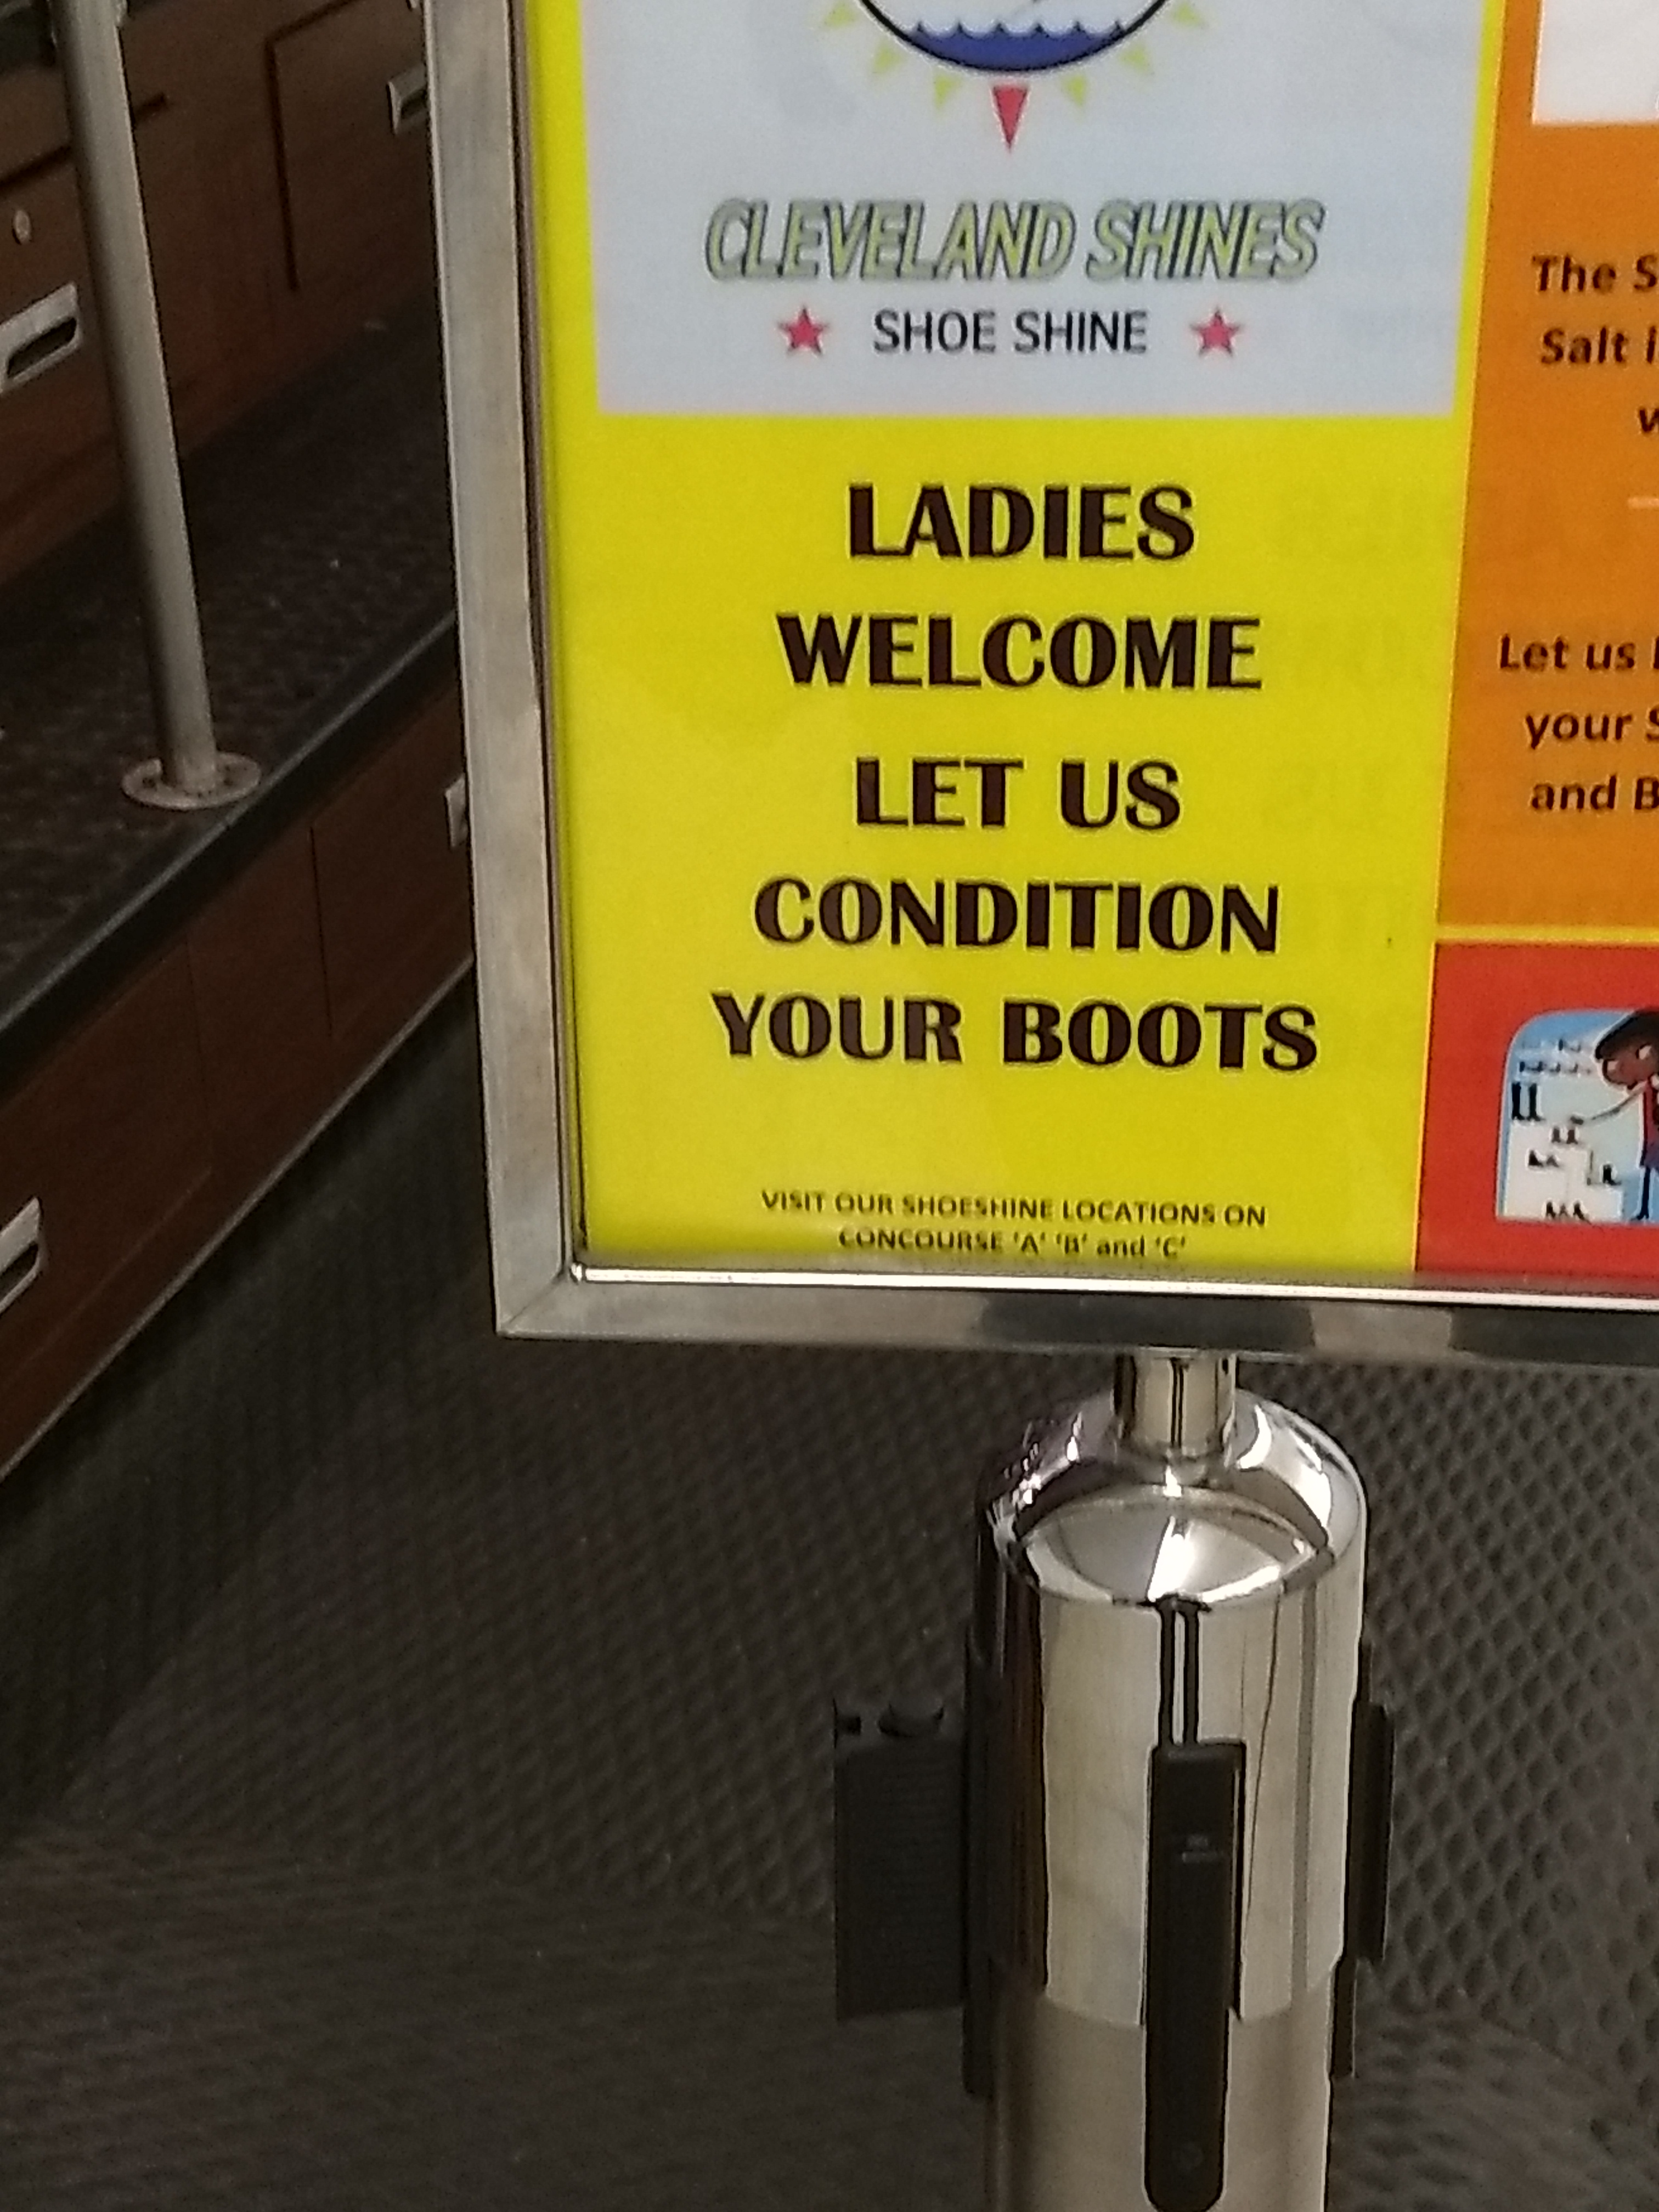 CLEVELAND SHINES
SHOE SHINE
LADIES
WELCOME
LET US
CONDITION
YOUR BOOTS
VISIT OUR SHOESHINE LOCATIONS ON
CONCOURSE 'A' 'B' and 'C'
The
Salt
Let us
your
and